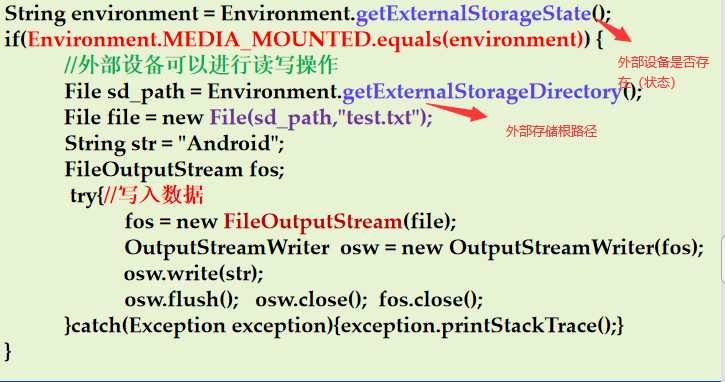 String environment = Environment.getExternalStorageState();
if(Environment.MEDIA_MOUNTED.equals(environment)) {
//外部设备可以进行读写操作
外部设备是否存
在（状态）
File sd_path = Environment.getExternalStorageDirectory();
File file = new File(sd_path,"test.txt");
外部存储根路径
String str = "Android";
FileOutputStream fos;
try{//写入数据
fos = new FileOutputStream(file);
OutputStreamWriter osw = new OutputStreamWriter(fos);
osw.write(str);
osw.flush(); osw.close(); fos.close();
}catch(Exception exception){exception.printStackTrace();}
}